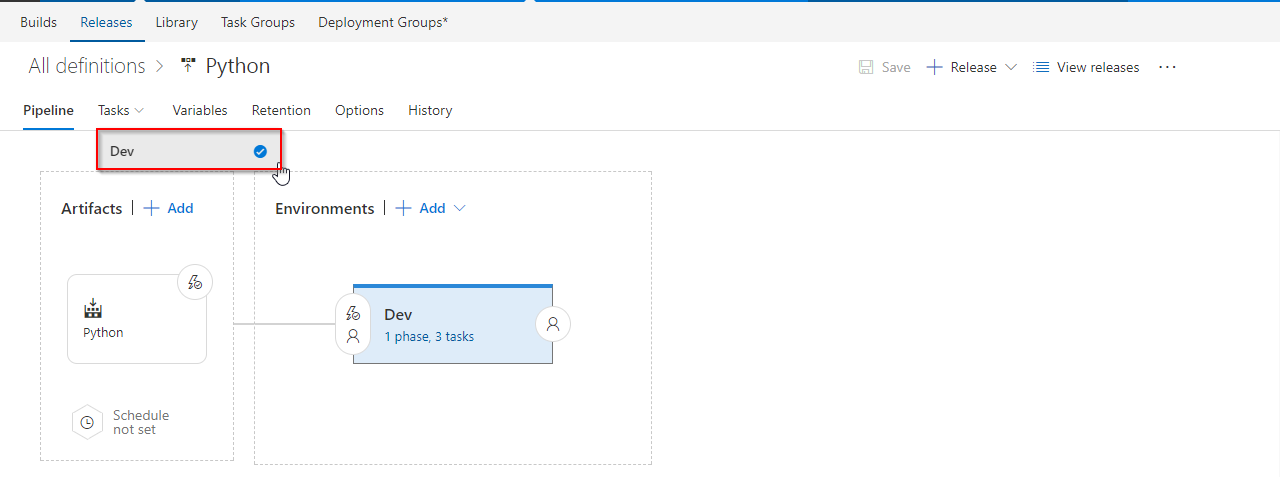 Builds Releases Library Task Groups Deployment Groups*
All definitions > Python Save + Release View releases ...
Pipeline Tasks Variables Retention Options History
Dev
Artifacts | + Add
Environments | + Add
Python
Dev
1 phase, 3 tasks
Schedule
not set